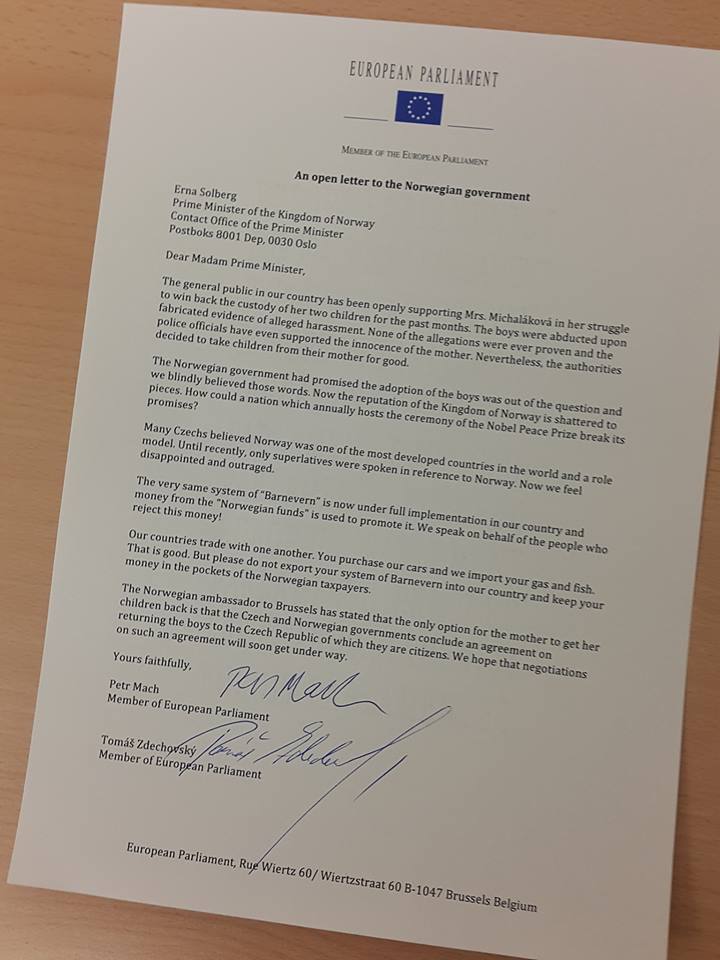 EUROPEAN PARLIAMENT
MEMBER OF THE EUROPEAN PARLIAMENT
An open letter to the Norwegian government
Erna Solberg
Prime Minister of the Kingdom of Norway
Contact Office of the Prime Minister
Postboks 8001 Dep, 0030 Oslo
Dear Madam Prime Minister,
The general public in our country has been openly supporting Mrs. Michaláková in her struggle
to win back the custody of her two children for the past months. The boys were abducted upon
fabricated evidence of alleged harassment. None of the allegations were ever proven and the
police officials have even supported the innocence of the mother. Nevertheless, the authorities
decided to take children from their mother for good.
The Norwegian government had promised the adoption of the boys was out of the question and
we blindly believed those words. Now the reputation of the Kingdom of Norway is shattered to
pieces. How could a nation which annually hosts the ceremony of the Nobel Peace Prize break its
promises?
Many Czechs believed Norway was one of the most developed countries in the world and a role
model. Until recently, only superlatives were spoken in reference to Norway. Now we feel
disappointed and outraged.
The very same system of “Barnevern” is now under full implementation in our country and
money from the “Norwegian funds” is used to promote it. We speak on behalf of the people who
reject this money!
Our countries trade with one another. You purchase our cars and we import your gas and fish.
That is good. But please do not export your system of Barnevern into our country and keep your
money in the pockets of the Norwegian taxpayers.
The Norwegian ambassador to Brussels has stated that the only option for the mother to get her
children back is that the Czech and Norwegian governments conclude an agreement on
returning the boys to the Czech Republic of which they are citizens. We hope that negotiations
on such an agreement will soon get under way.
Yours faithfully,
Petr Mach
Member of European Parliament
Tomáš Zdechovský
Member of European Parliament
European Parliament, Rue Wiertz 60/ Wiertzstraat 60 B-1047 Brussels Belgium